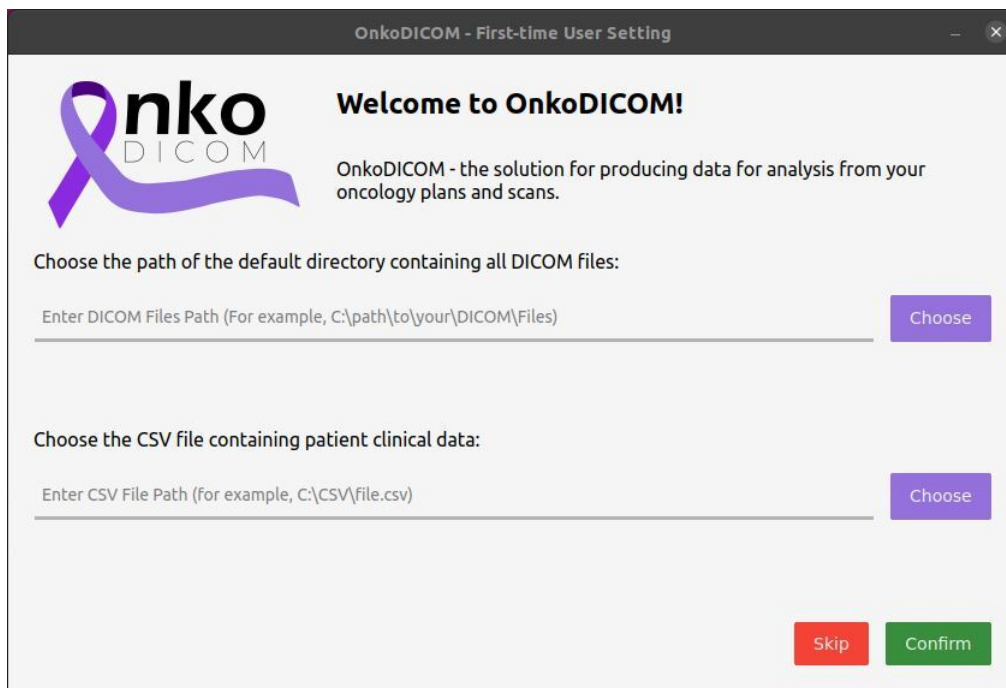 OnkoDICOM - First-time User Setting
Onko
DICOM
Welcome to OnkoDICOM!
OnkoDICOM - the solution for producing data for analysis from your
oncology plans and scans.
Choose the path of the default directory containing all DICOM files:
Enter DICOM Files Path (For example, C:\path\to\your\DICOM\Files)
Choose
Choose the CSV file containing patient clinical data:
Enter CSV File Path (for example, C:\CSV\file.csv)
Choose
Skip
Confirm